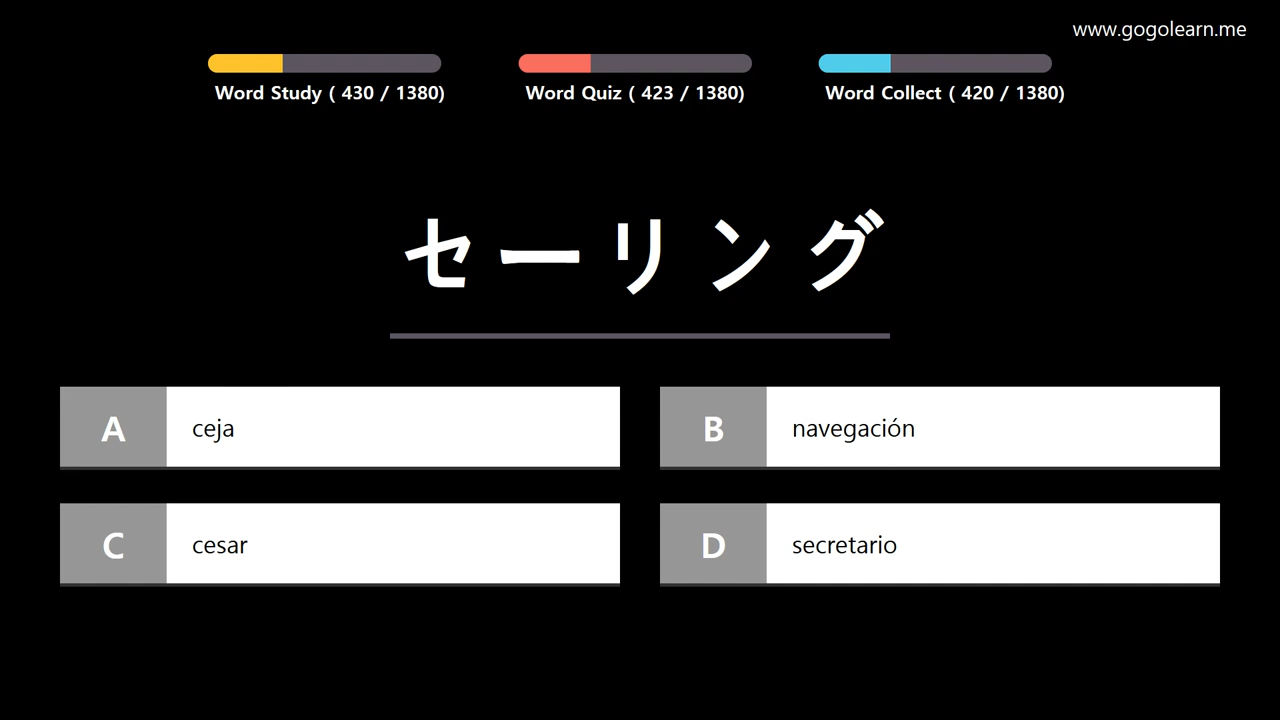 www.gogolearn.me
Word Study ( 430 / 1380)
Word Quiz ( 423 / 1380)
Word Collect ( 420 / 1380)
セーリング
A ceja
B navegación
C cesar
D secretario